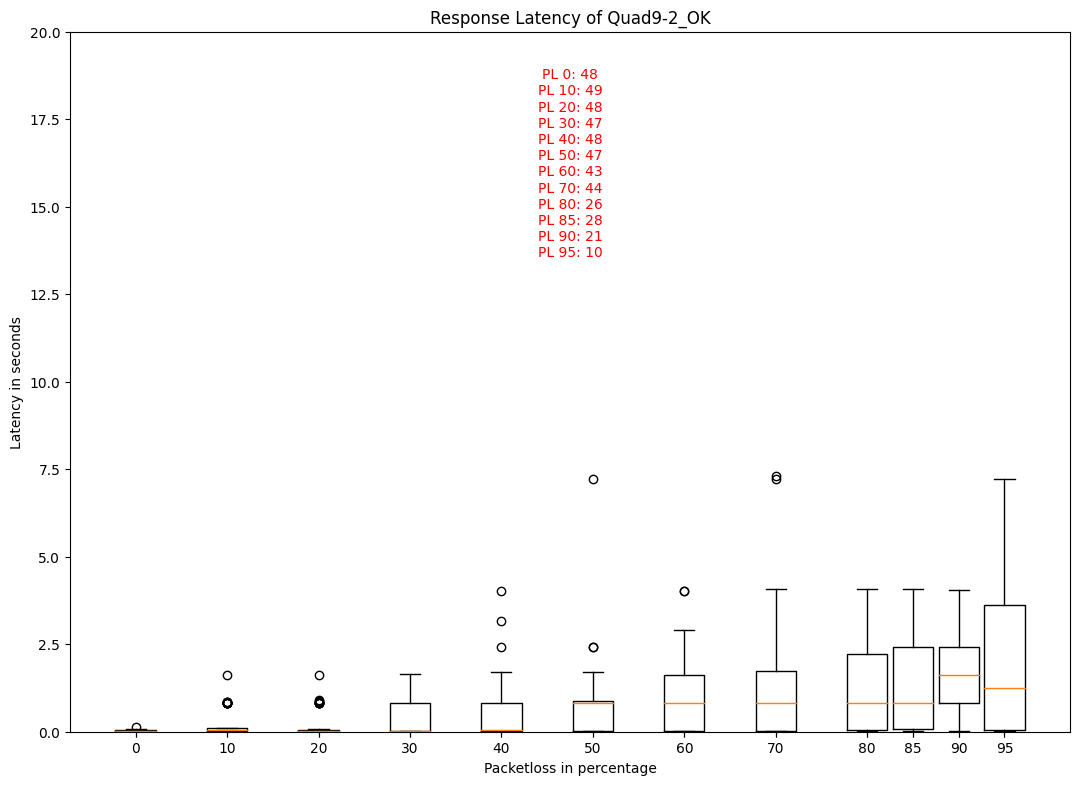 Response Latency of Quad9-2_OK
20.0
17.5
15.0
12.5
10.0
7.5
5.0
2.5
0.0
Latency in seconds
PL 0: 48
PL 10: 49
PL 20: 48
PL 30: 47
PL 40: 48
PL 50: 47
PL 60: 43
PL 70: 44
PL 80: 26
PL 85: 28
PL 90: 21
PL 95: 10
0 10 20 30 40 50 60 70 80 85 90 95
Packetloss in percentage